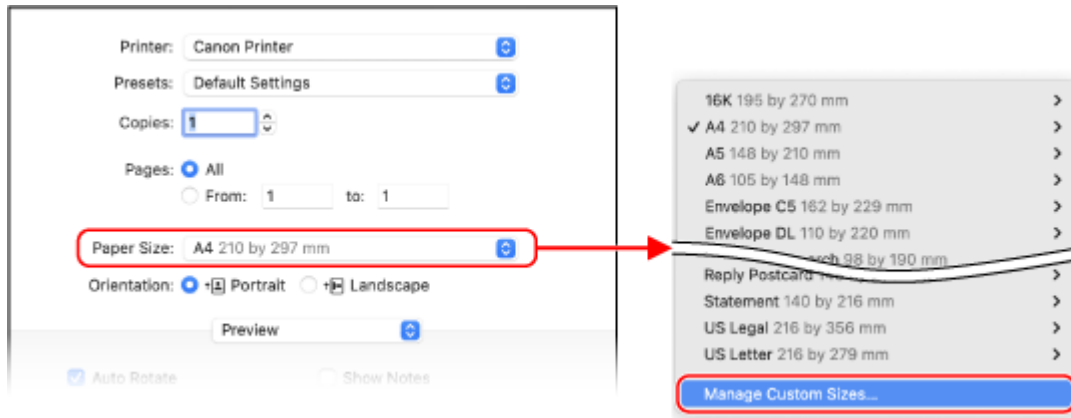 Printer: Canon Printer
Presets: Default Settings
Copies: 1
Pages: All
From: 1 to: 1
Paper Size: A4 210 by 297 mm
Orientation: Portrait Landscape
Preview
Auto Rotate Show Notes
16K 195 by 270 mm
A4 210 by 297 mm
A5 148 by 210 mm
A6 105 by 148 mm
Envelope C5 162 by 229 mm
Envelope DL 110 by 220 mm
98 by 190 mm
Reply Postcard
Statement 140 by 216 mm
US Legal 216 by 356 mm
US Letter 216 by 279 mm
Manage Custom Sizes...